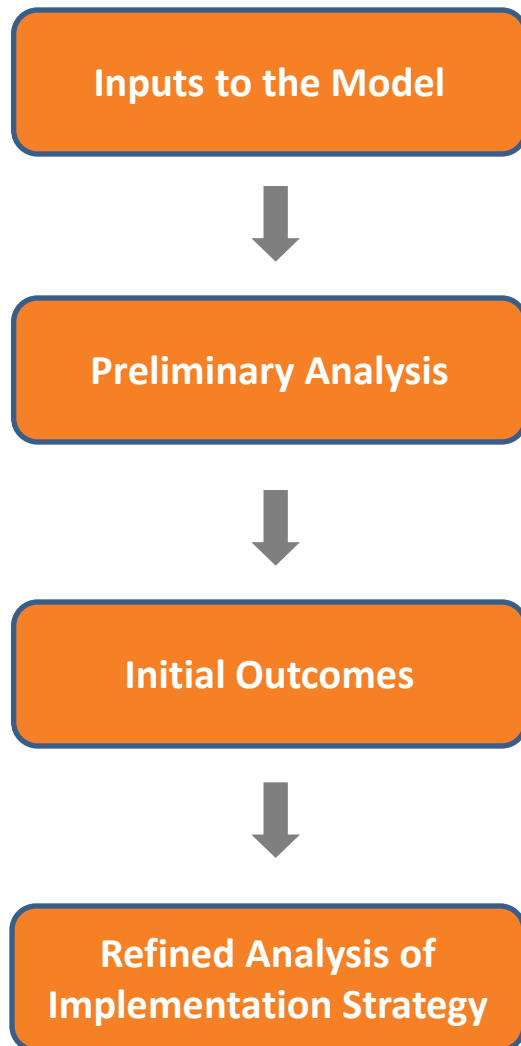 Inputs to the Model
Preliminary Analysis
Initial Outcomes
Refined Analysis of
Implementation Strategy